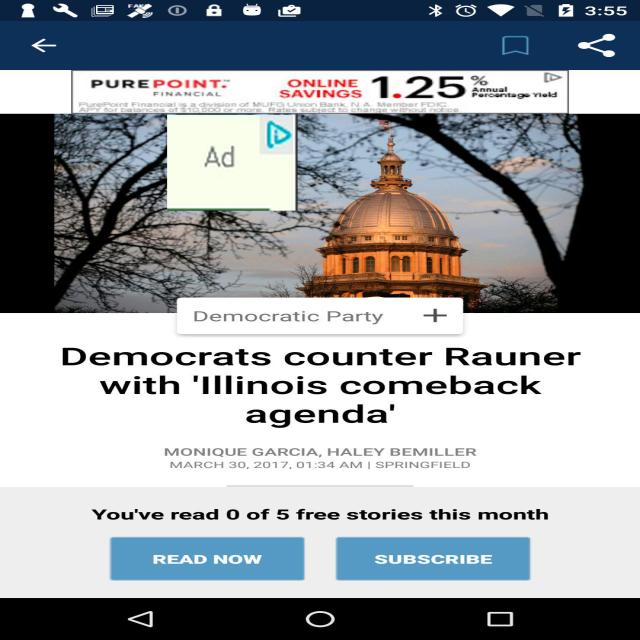 3:55
PUREPOINT.
FINANCIAL
ONLINE
SAVINGS
1.25% Annual
Percentage Yield
PurePoint Financial is a division of MUFG Union Bank, N.A. Member FDIC.
APY for balances of $10,000 or more. Rates subject to change without notice.
Ad
Democratic Party +
Democrats counter Rauner
with 'Illinois comeback
agenda'
MONIQUE GARCIA, HALEY BEMILLER
MARCH 30, 2017, 01:34 AM | SPRINGFIELD
You've read 0 of 5 free stories this month
READ NOW
SUBSCRIBE